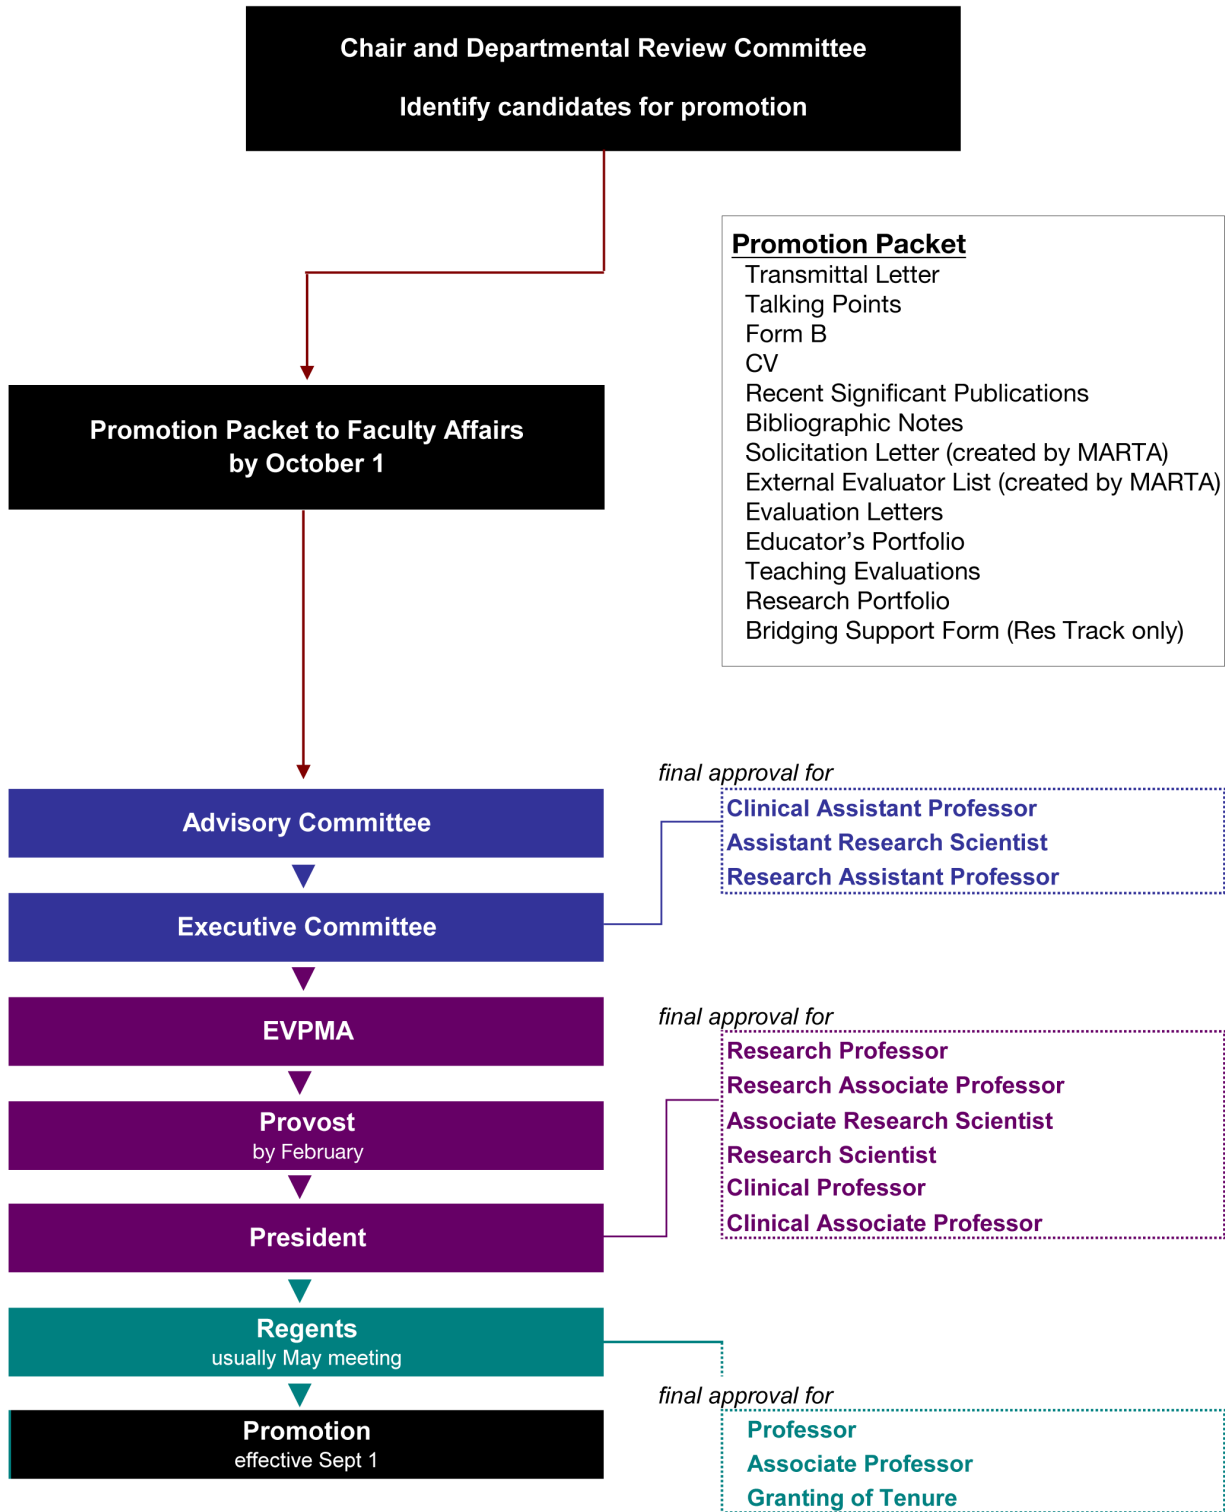 Chair and Departmental Review Committee
Identify candidates for promotion
Promotion Packet
Transmittal Letter
Talking Points
Form B
CV
Recent Significant Publications
Bibliographic Notes
Solicitation Letter (created by MARTA)
External Evaluator List (created by MARTA)
Evaluation Letters
Educator’s Portfolio
Teaching Evaluations
Research Portfolio
Bridging Support Form (Res Track only)
Promotion Packet to Faculty Affairs
by October 1
Advisory Committee
Executive Committee
final approval for
Clinical Assistant Professor
Assistant Research Scientist
Research Assistant Professor
EVPMA
Provost
by February
President
final approval for
Research Professor
Research Associate Professor
Associate Research Scientist
Research Scientist
Clinical Professor
Clinical Associate Professor
Regents
usually May meeting
Promotion
effective Sept 1
final approval for
Professor
Associate Professor
Granting of Tenure